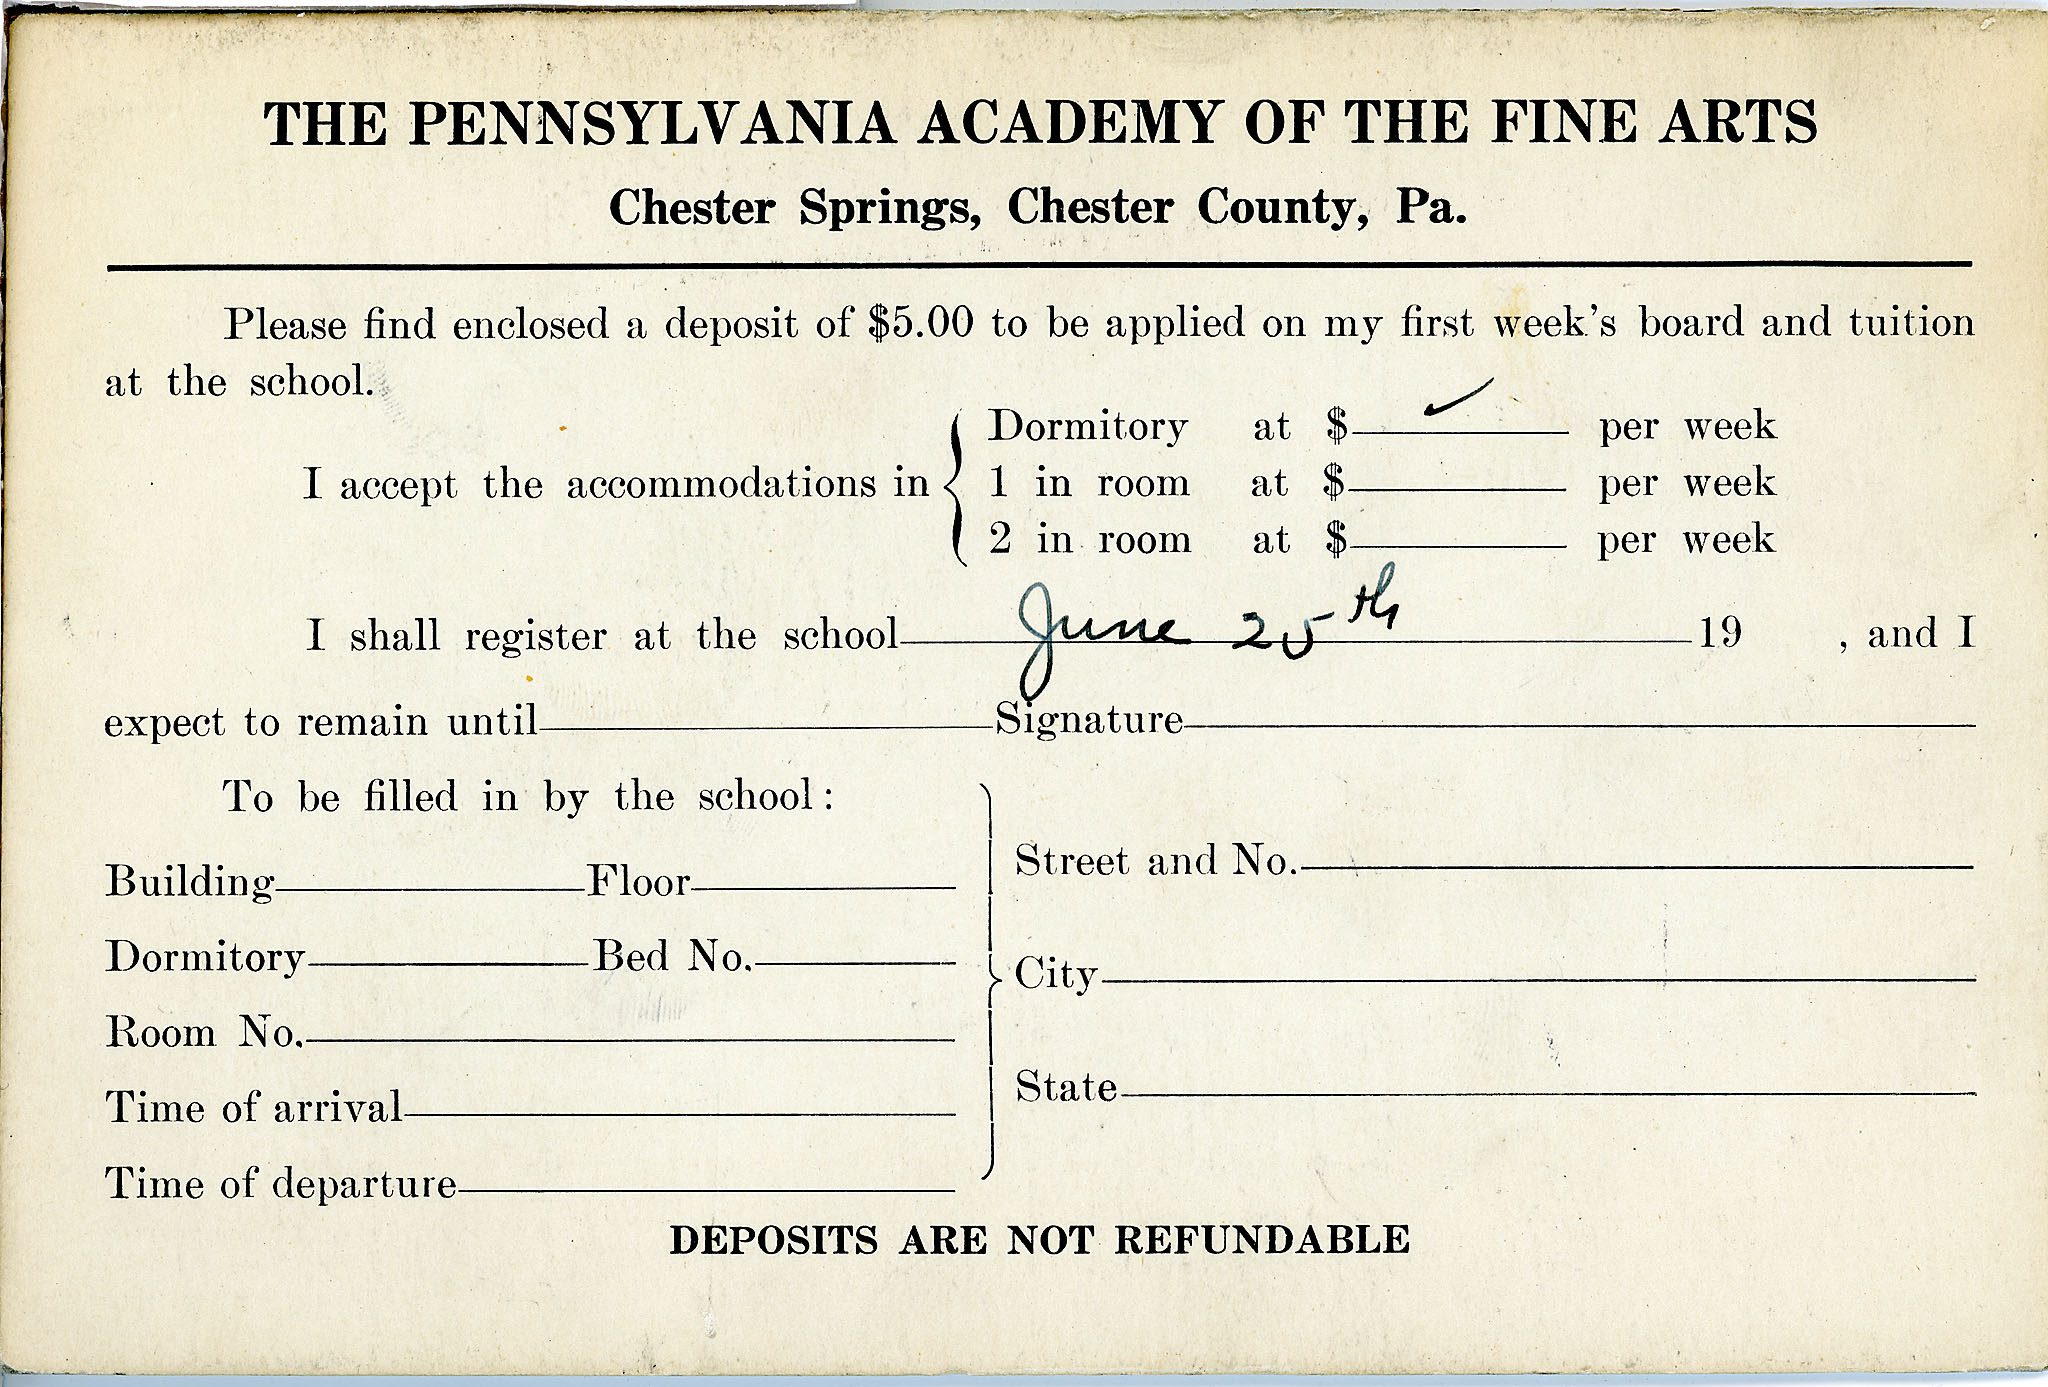 THE PENNSYLVANIA ACADEMY OF THE FINE ARTS
Chester Springs, Chester County, Pa.
Please find enclosed a deposit of $5.00 to be applied on my first week's board and tuition
at the school.
Dormitory at $ ✓ per week
I accept the accommodations in 1 in room at $ per week
2 in room at $ per week
I shall register at the school June 25th 19 , and I
expect to remain until Signature
To be filled in by the school:
Street and No.
Building Floor
Dormitory Bed No.
City
Room No.
State
Time of arrival
Time of departure
DEPOSITS ARE NOT REFUNDABLE